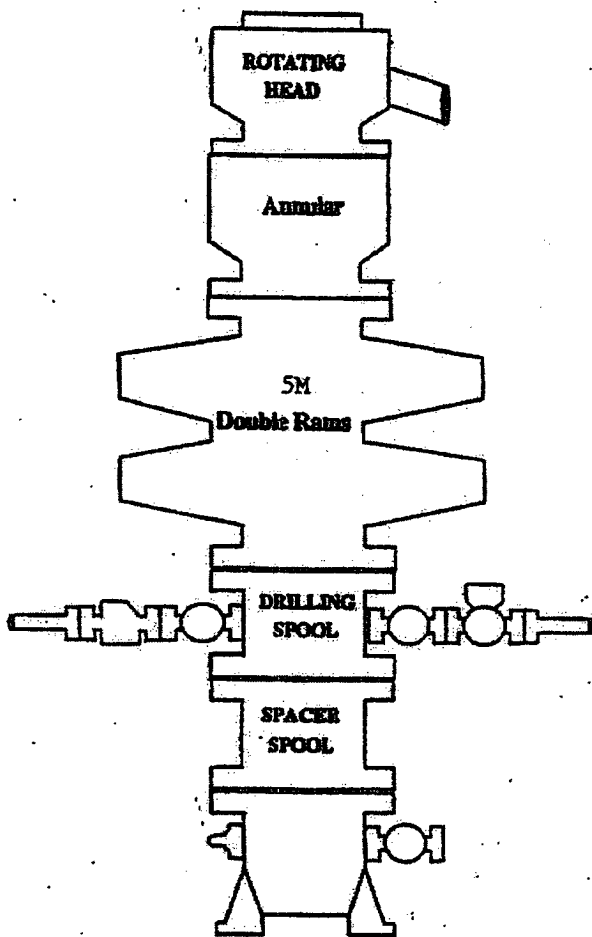 ROTATING
HEAD
Annular
5M
Double Rams
DRILLING
SPOOL
SPACER
SPOOL